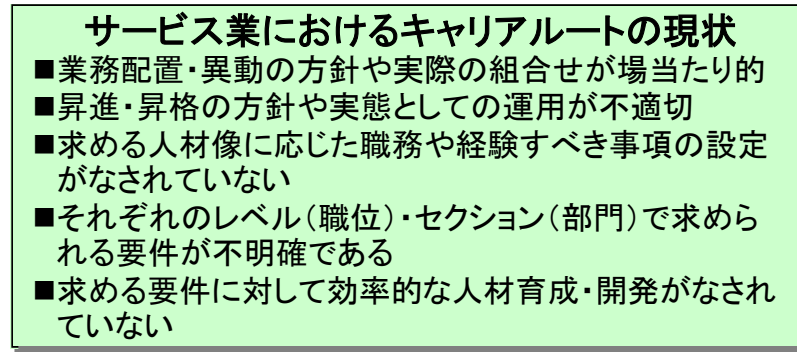 サービス業におけるキャリアルートの現状
■業務配置・異動の方針や実際の組合せが場当たり的
■昇進・昇格の方針や実態としての運用が不適切
■求める人材像に応じた職務や経験すべき事項の設定
がなされていない
■それぞれのレベル（職位）・セクション（部門）で求めら
れる要件が不明確である
■求める要件に対して効率的な人材育成・開発がなされ
ていない